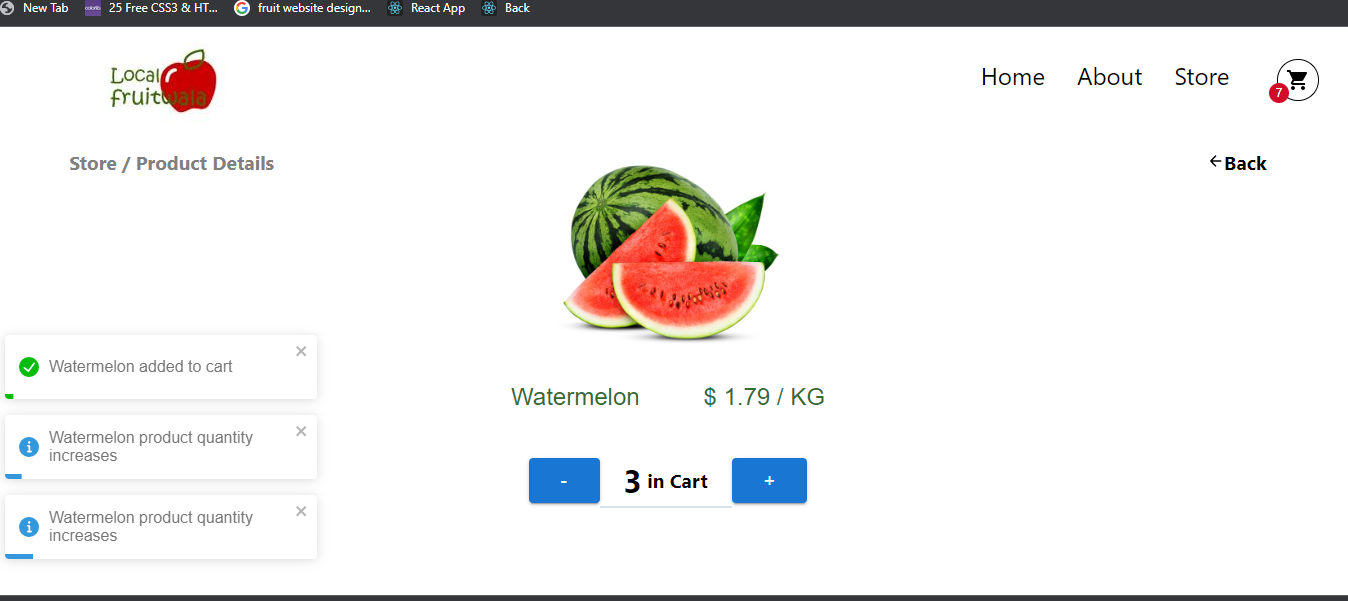 New Tab
25 Free CSS3 & HT...
fruit website design...
React App
Back
Local
fruitwala
Home
About
Store
7
Store / Product Details
Back
Watermelon added to cart
Watermelon product quantity
increases
Watermelon product quantity
increases
Watermelon
$ 1.79 / KG
-
3 in Cart
+